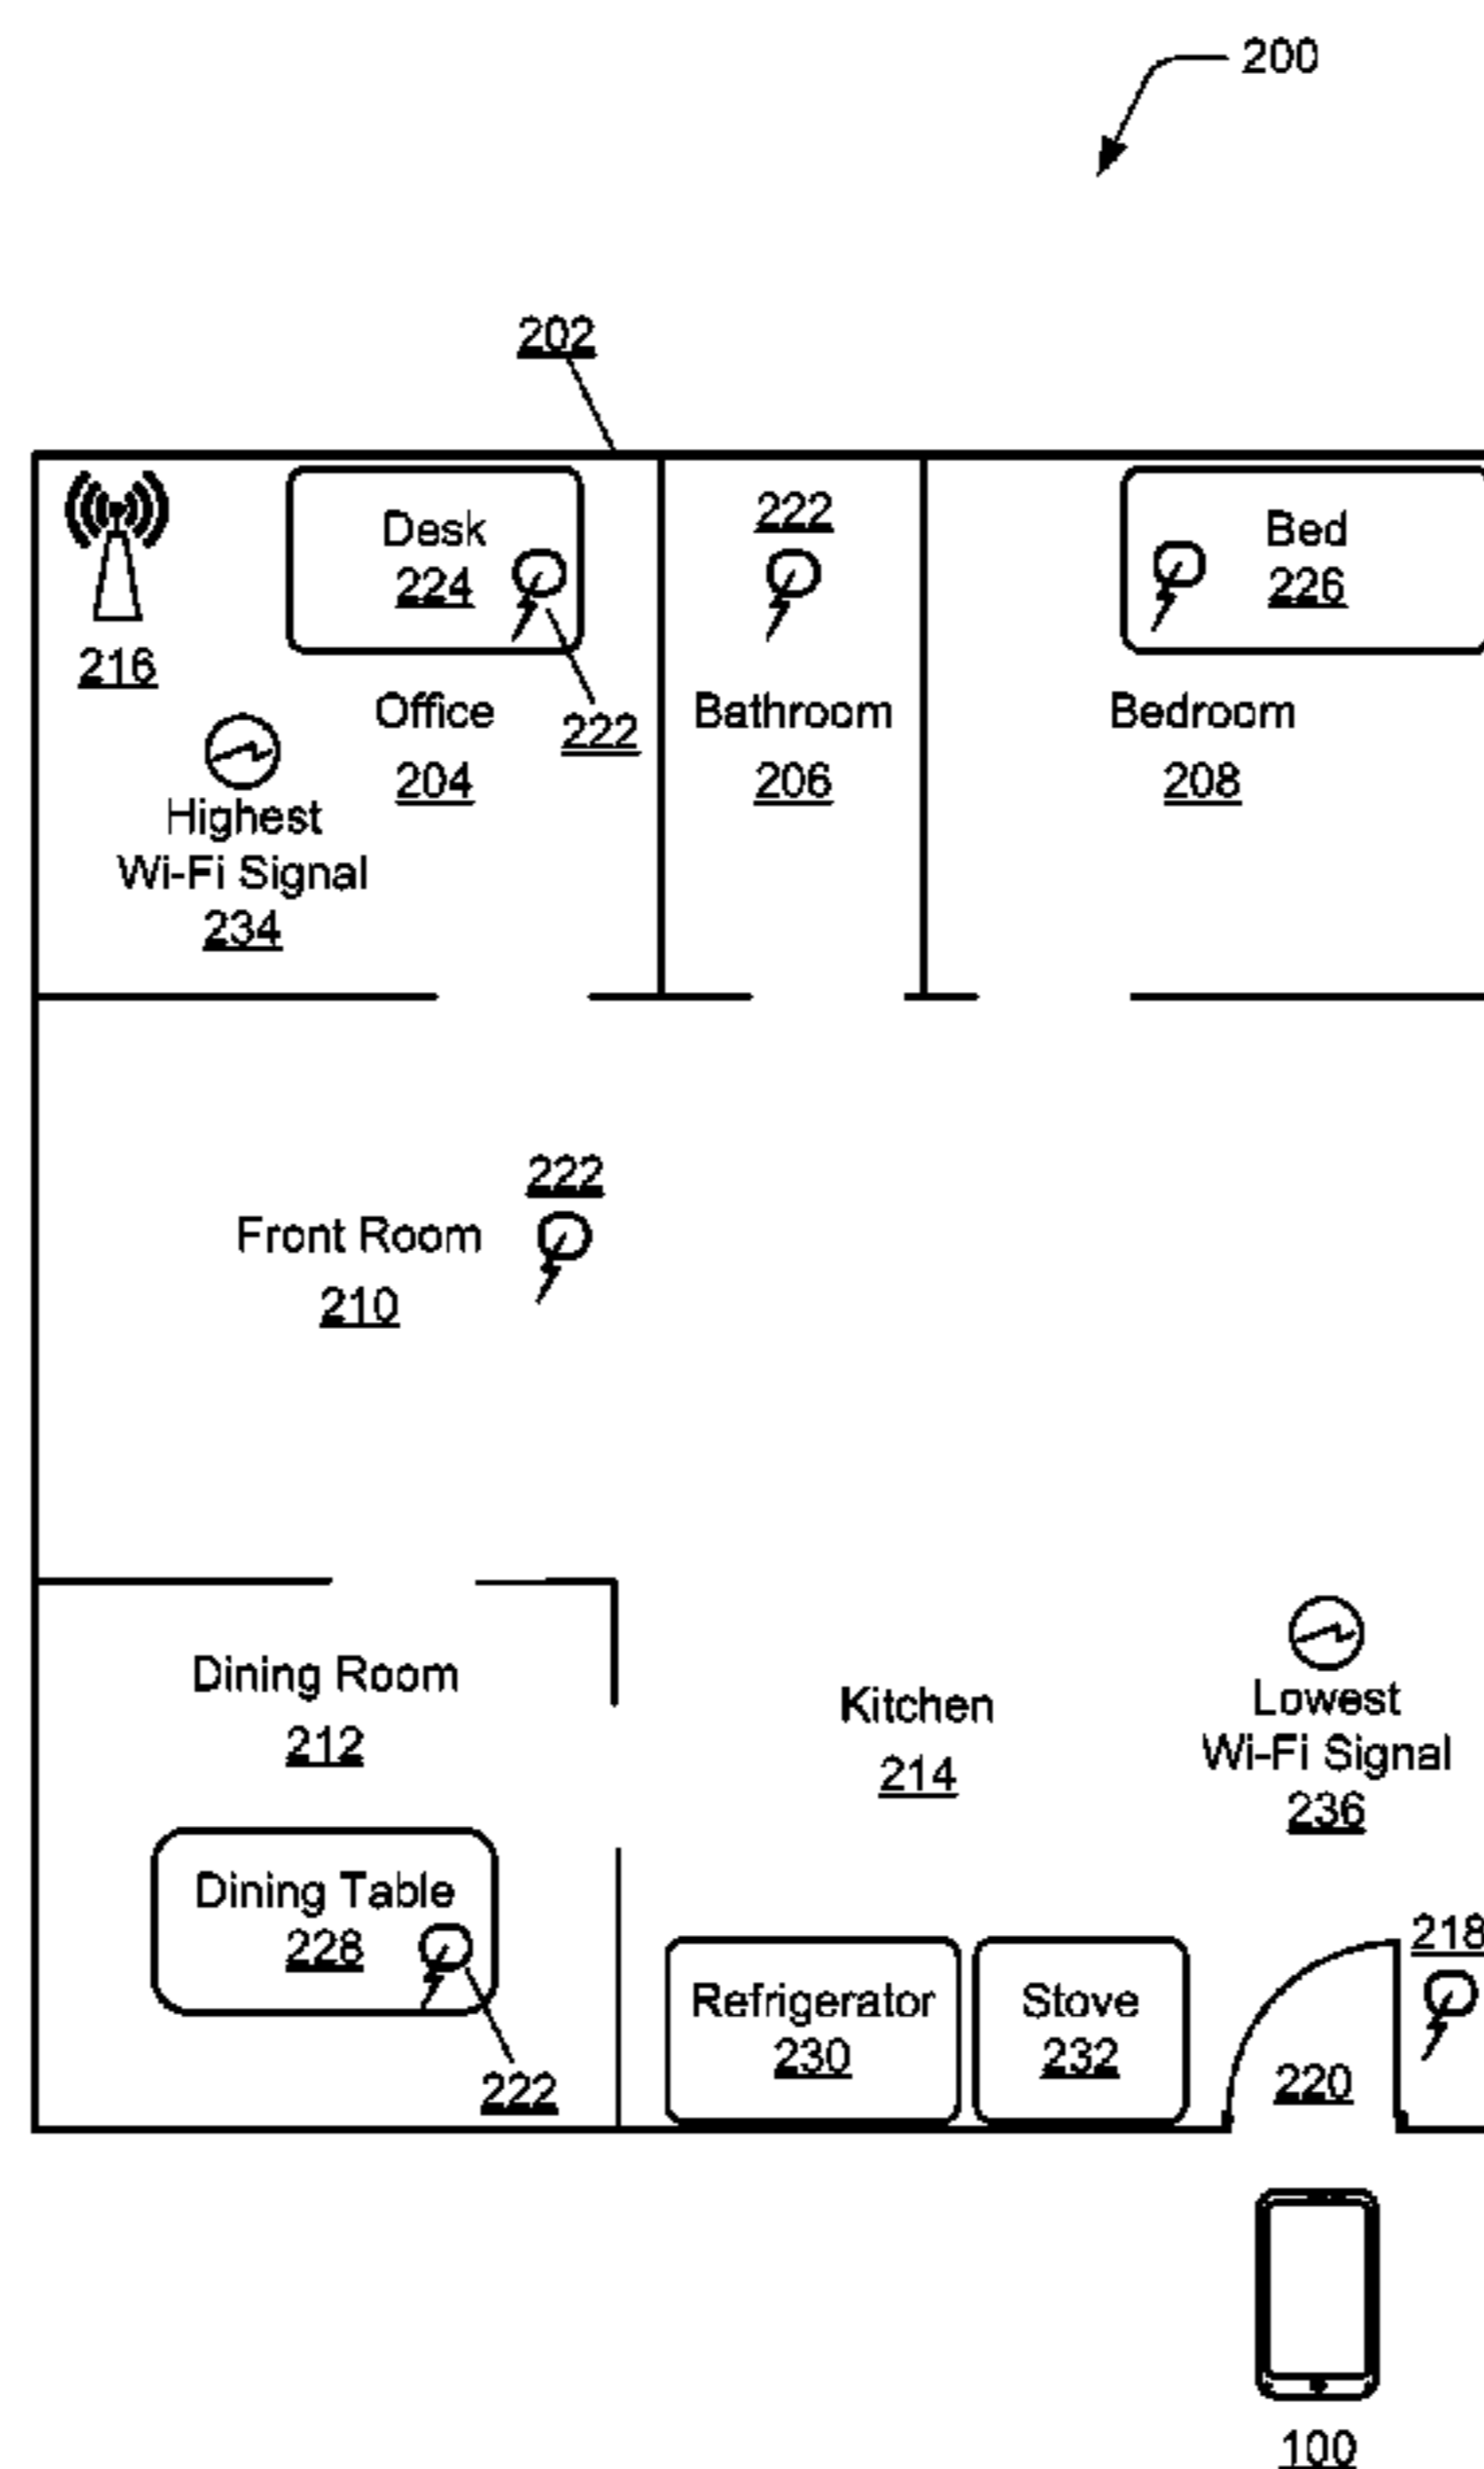 200
202
Desk
224
222
Bed
226
216
Office
204
222
Bathroom
206
Bedroom
208
Highest
Wi-Fi Signal
234
222
Front Room
210
Dining Room
212
Kitchen
214
Lowest
Wi-Fi Signal
236
Dining Table
228
222
Refrigerator
230
Stove
232
218
220
100